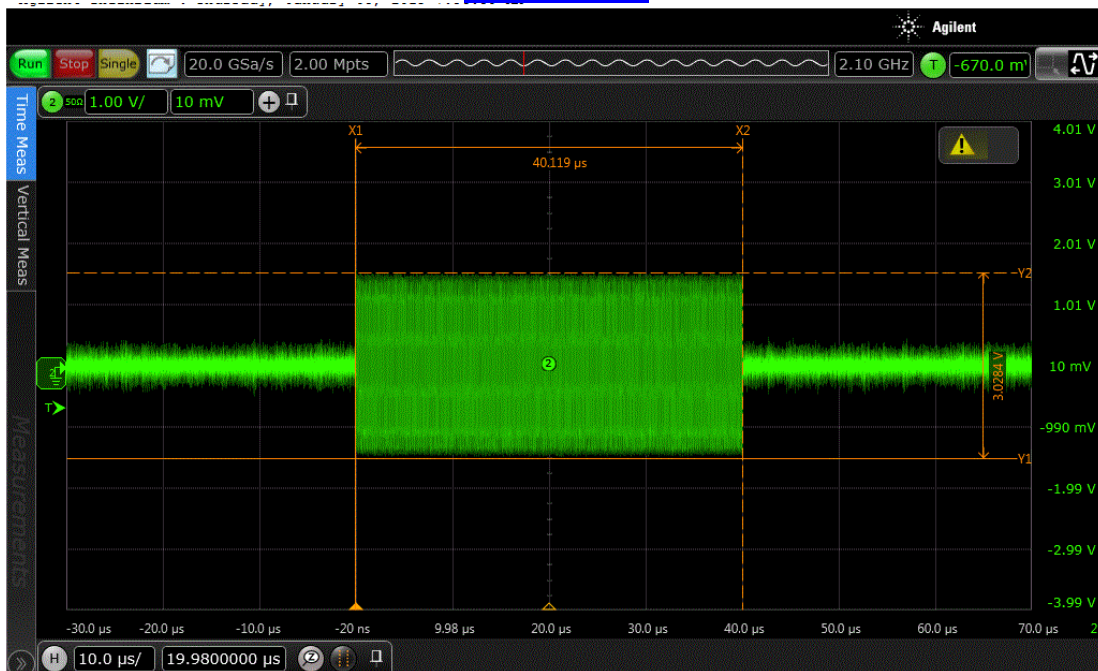 Agilent
Run Stop Single 20.0 GSa/s 2.00 Mpts 2.10 GHz T -670.0 m
2 50Ω 1.00 V/ 10 mV
Time Meas
Vertical Meas
Measurements
X1 X2
40.119 µs
4.01 V
3.01 V
2.01 V
Y2
1.01 V
2
2
10 mV
3.0284 V
T
-990 mV
Y1
-1.99 V
-2.99 V
-3.99 V
-30.0 µs -20.0 µs -10.0 µs -20 ns 9.98 µs 20.0 µs 30.0 µs 40.0 µs 50.0 µs 60.0 µs 70.0 µs 2
H 10.0 µs/ 19.9800000 µs